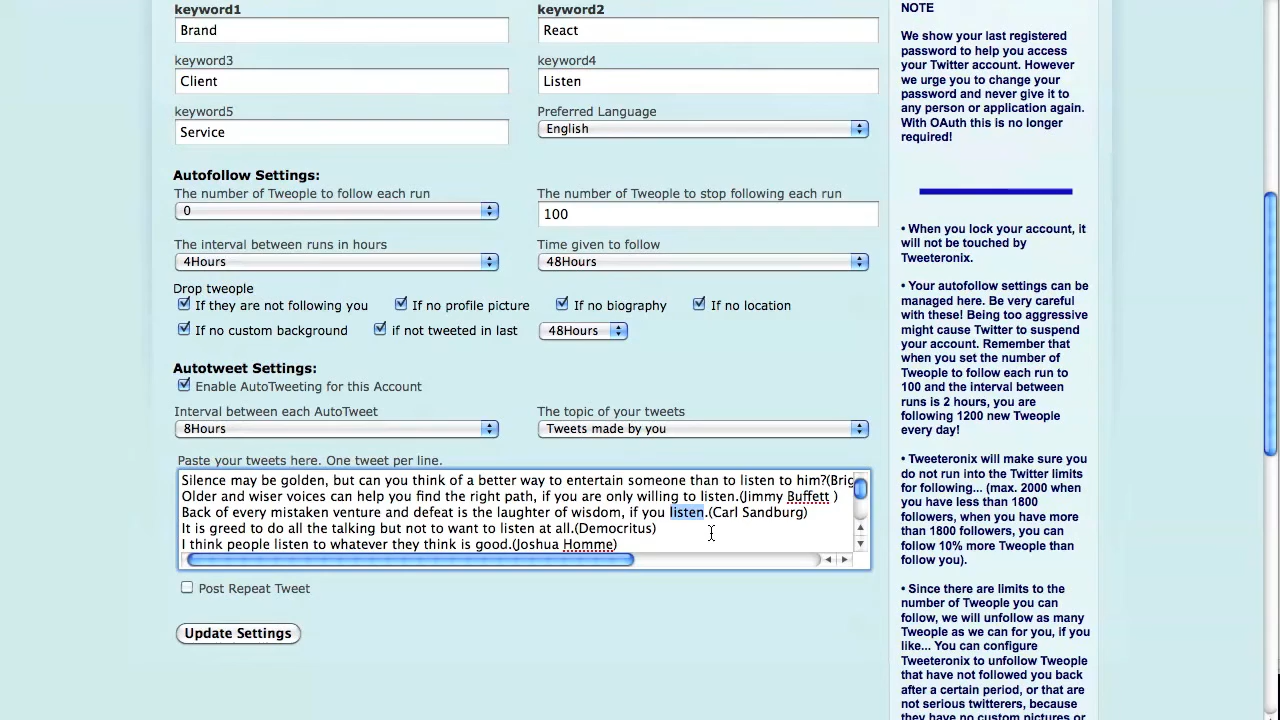 keyword1 keyword2
Brand React
keyword3 keyword4
Client Listen
keyword5 Preferred Language
Service English
Autofollow Settings:
The number of Tweople to follow each run The number of Tweople to stop following each run
0 100
The interval between runs in hours Time given to follow
4Hours 48Hours
Drop tweople
If they are not following you If no profile picture If no biography If no location
If no custom background if not tweeted in last 48Hours
Autotweet Settings:
Enable AutoTweeting for this Account
Interval between each AutoTweet The topic of your tweets
8Hours Tweets made by you
Paste your tweets here. One tweet per line.
Silence may be golden, but can you think of a better way to entertain someone than to listen to him?(Brig
Older and wiser voices can help you find the right path, if you are only willing to listen.(Jimmy Buffett )
Back of every mistaken venture and defeat is the laughter of wisdom, if you listen.(Carl Sandburg)
It is greed to do all the talking but not to want to listen at all.(Democritus)
I think people listen to whatever they think is good.(Joshua Homme)
Post Repeat Tweet
Update Settings
NOTE
We show your last registered
password to help you access
your Twitter account. However
we urge you to change your
password and never give it to
any person or application again.
With OAuth this is no longer
required!
• When you lock your account, it
will not be touched by
Tweeteronix.
• Your autofollow settings can be
managed here. Be very careful
with these! Being too aggressive
might cause Twitter to suspend
your account. Remember that
when you set the number of
Tweople to follow each run to
100 and the interval between
runs is 2 hours, you are
following 1200 new Tweople
every day!
• Tweeteronix will make sure you
do not run into the Twitter limits
for following... (max. 2000 when
you have less than 1800
followers, when you have more
than 1800 followers, you can
follow 10% more Tweople than
follow you).
• Since there are limits to the
number of Tweople you can
follow, we will unfollow as many
Tweople as we can for you, if you
like... You can configure
Tweeteronix to unfollow Tweople
that have not followed you back
after a certain period, or that are
not serious twitterers, because
they have no custom pictures or